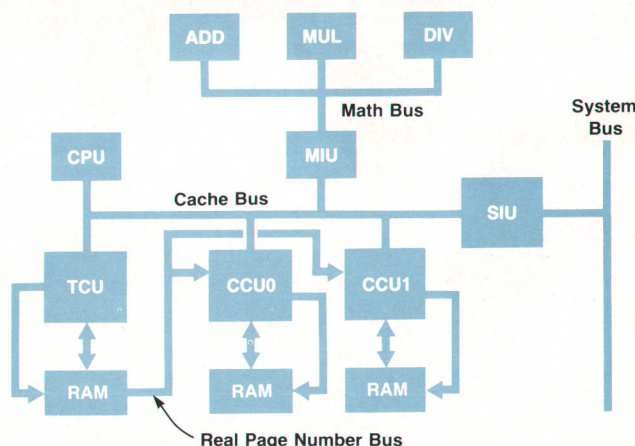 ADD
MUL
DIV
Math Bus
System
Bus
CPU
MIU
Cache Bus
SIU
TCU
CCU0
CCU1
RAM
RAM
RAM
Real Page Number Bus